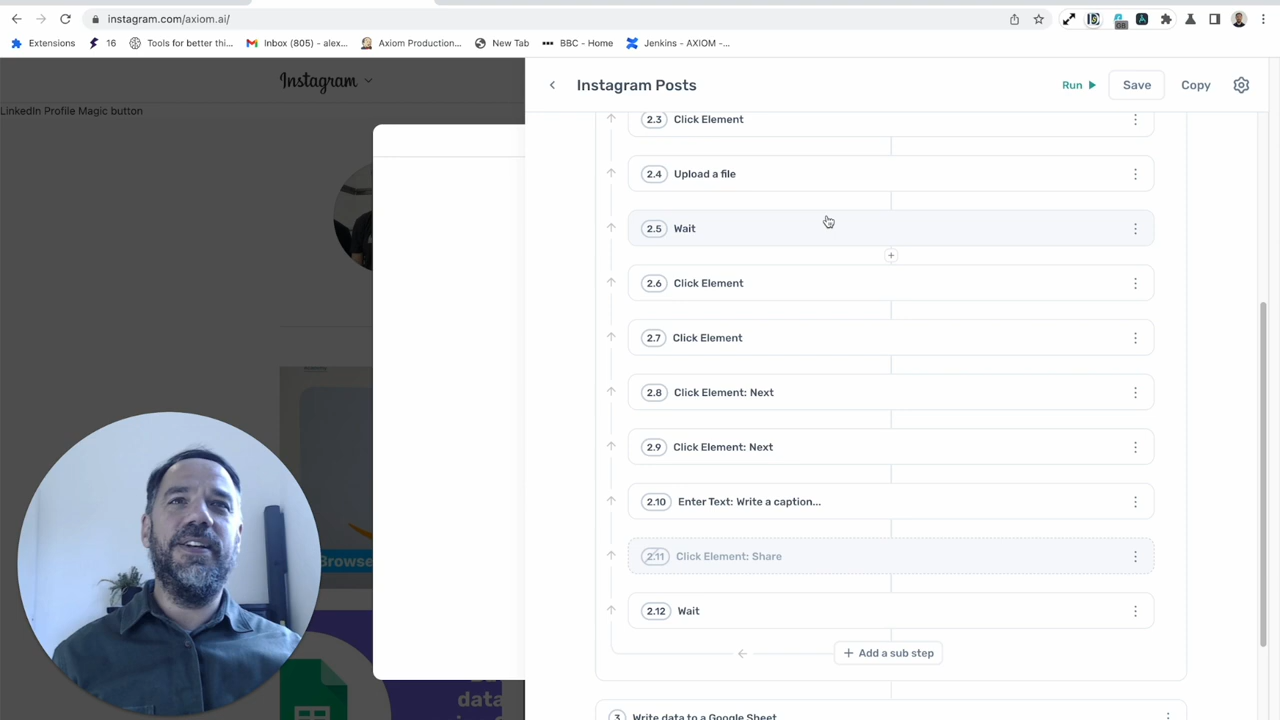 instagram.com/axiom.ai/
08
Extensions
16
Tools for better thi...
Inbox (805) - alex...
Axiom Production...
New Tab
BBC - Home
Jenkins - AXIOM -...
Instagram
LinkedIn Profile Magic button
Instagram Posts
Run
Save
Copy
2.3 Click Element
2.4 Upload a file
2.5 Wait
2.6 Click Element
2.7 Click Element
2.8 Click Element: Next
2.9 Click Element: Next
2.10 Enter Text: Write a caption...
2.11 Click Element: Share
2.12 Wait
Add a sub step
3 Write data to a Google Sheet
Browse
data